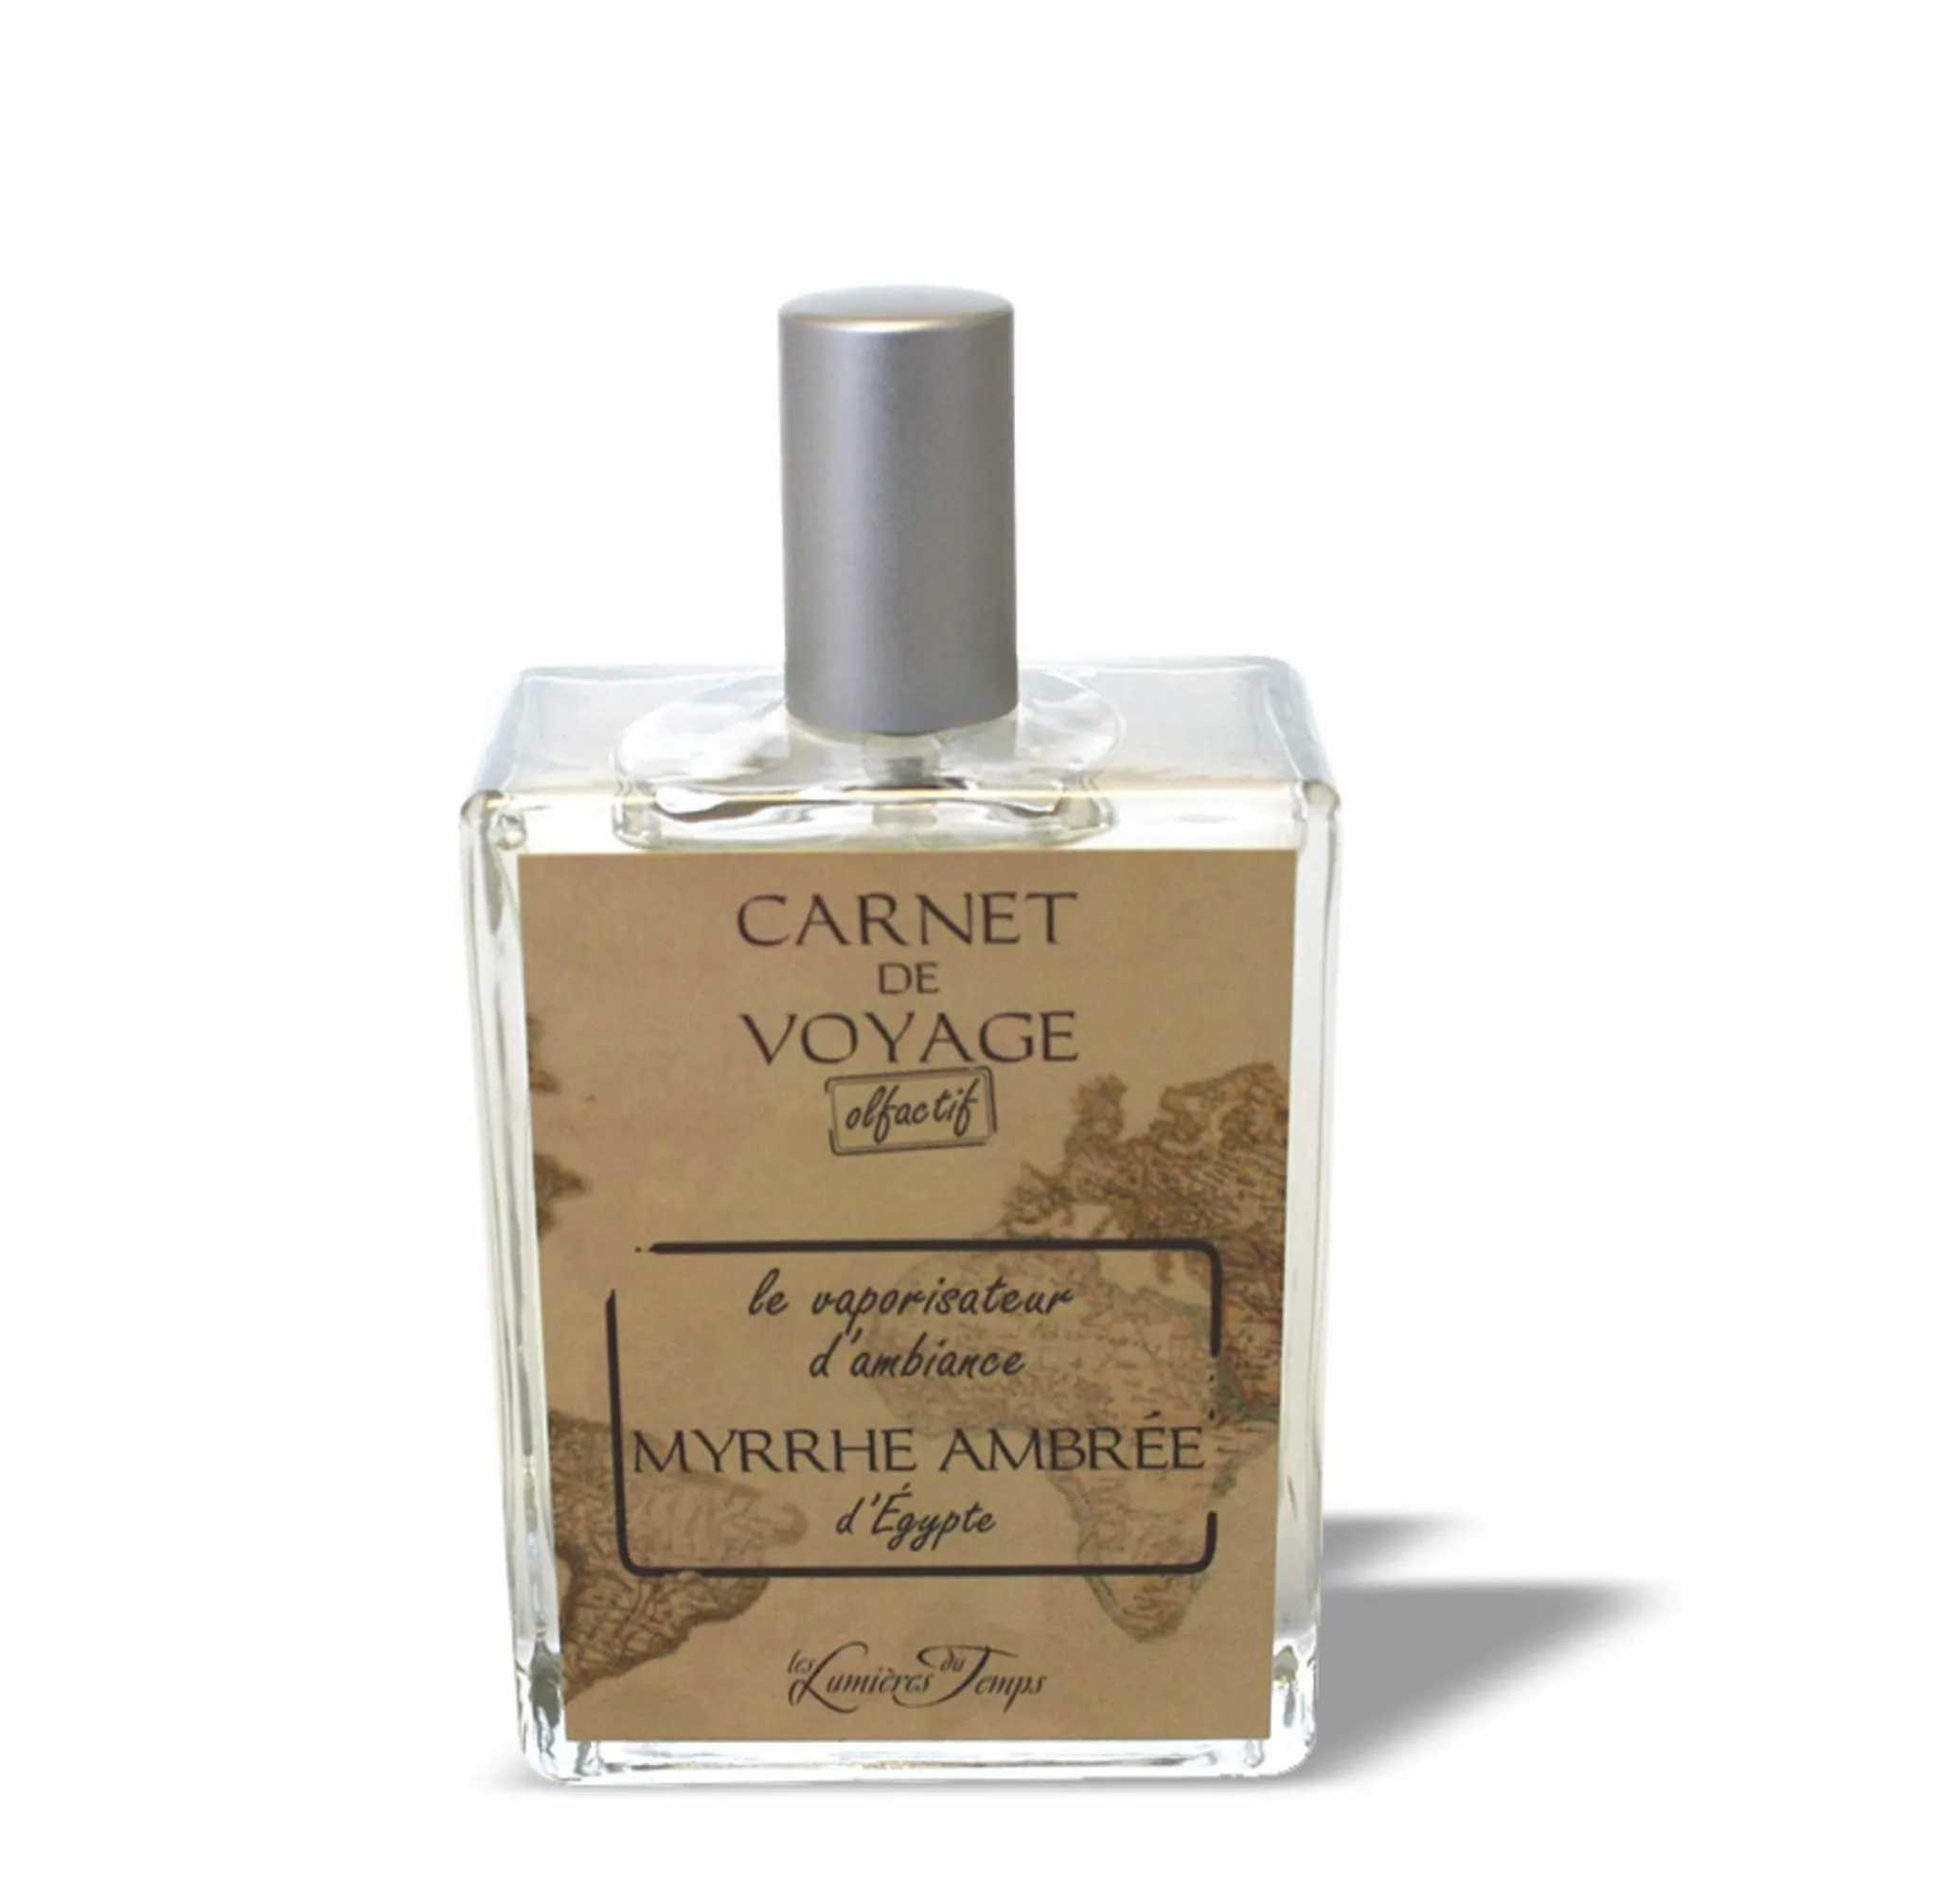 CARNET
DE
VOYAGE
olfactif
le vaporisateur
d'ambiance
MYRRHE AMBRÉE
d'Égypte
les Lumières du Temps